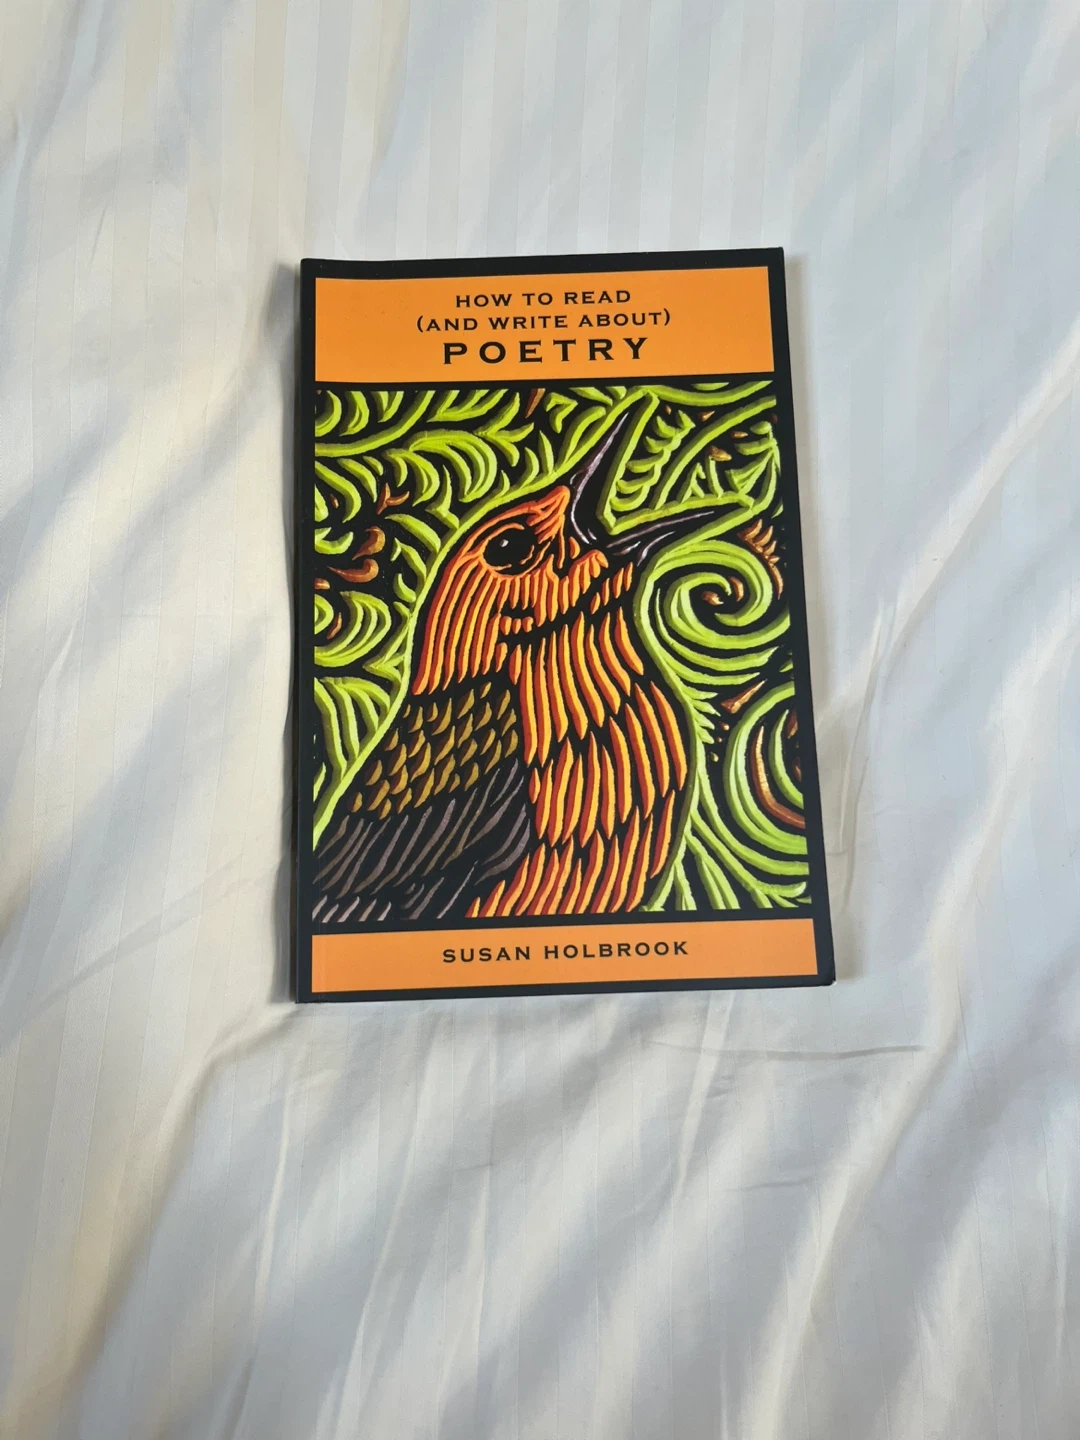 HOW TO READ
(AND WRITE ABOUT)
POETRY
SUSAN HOLBROOK